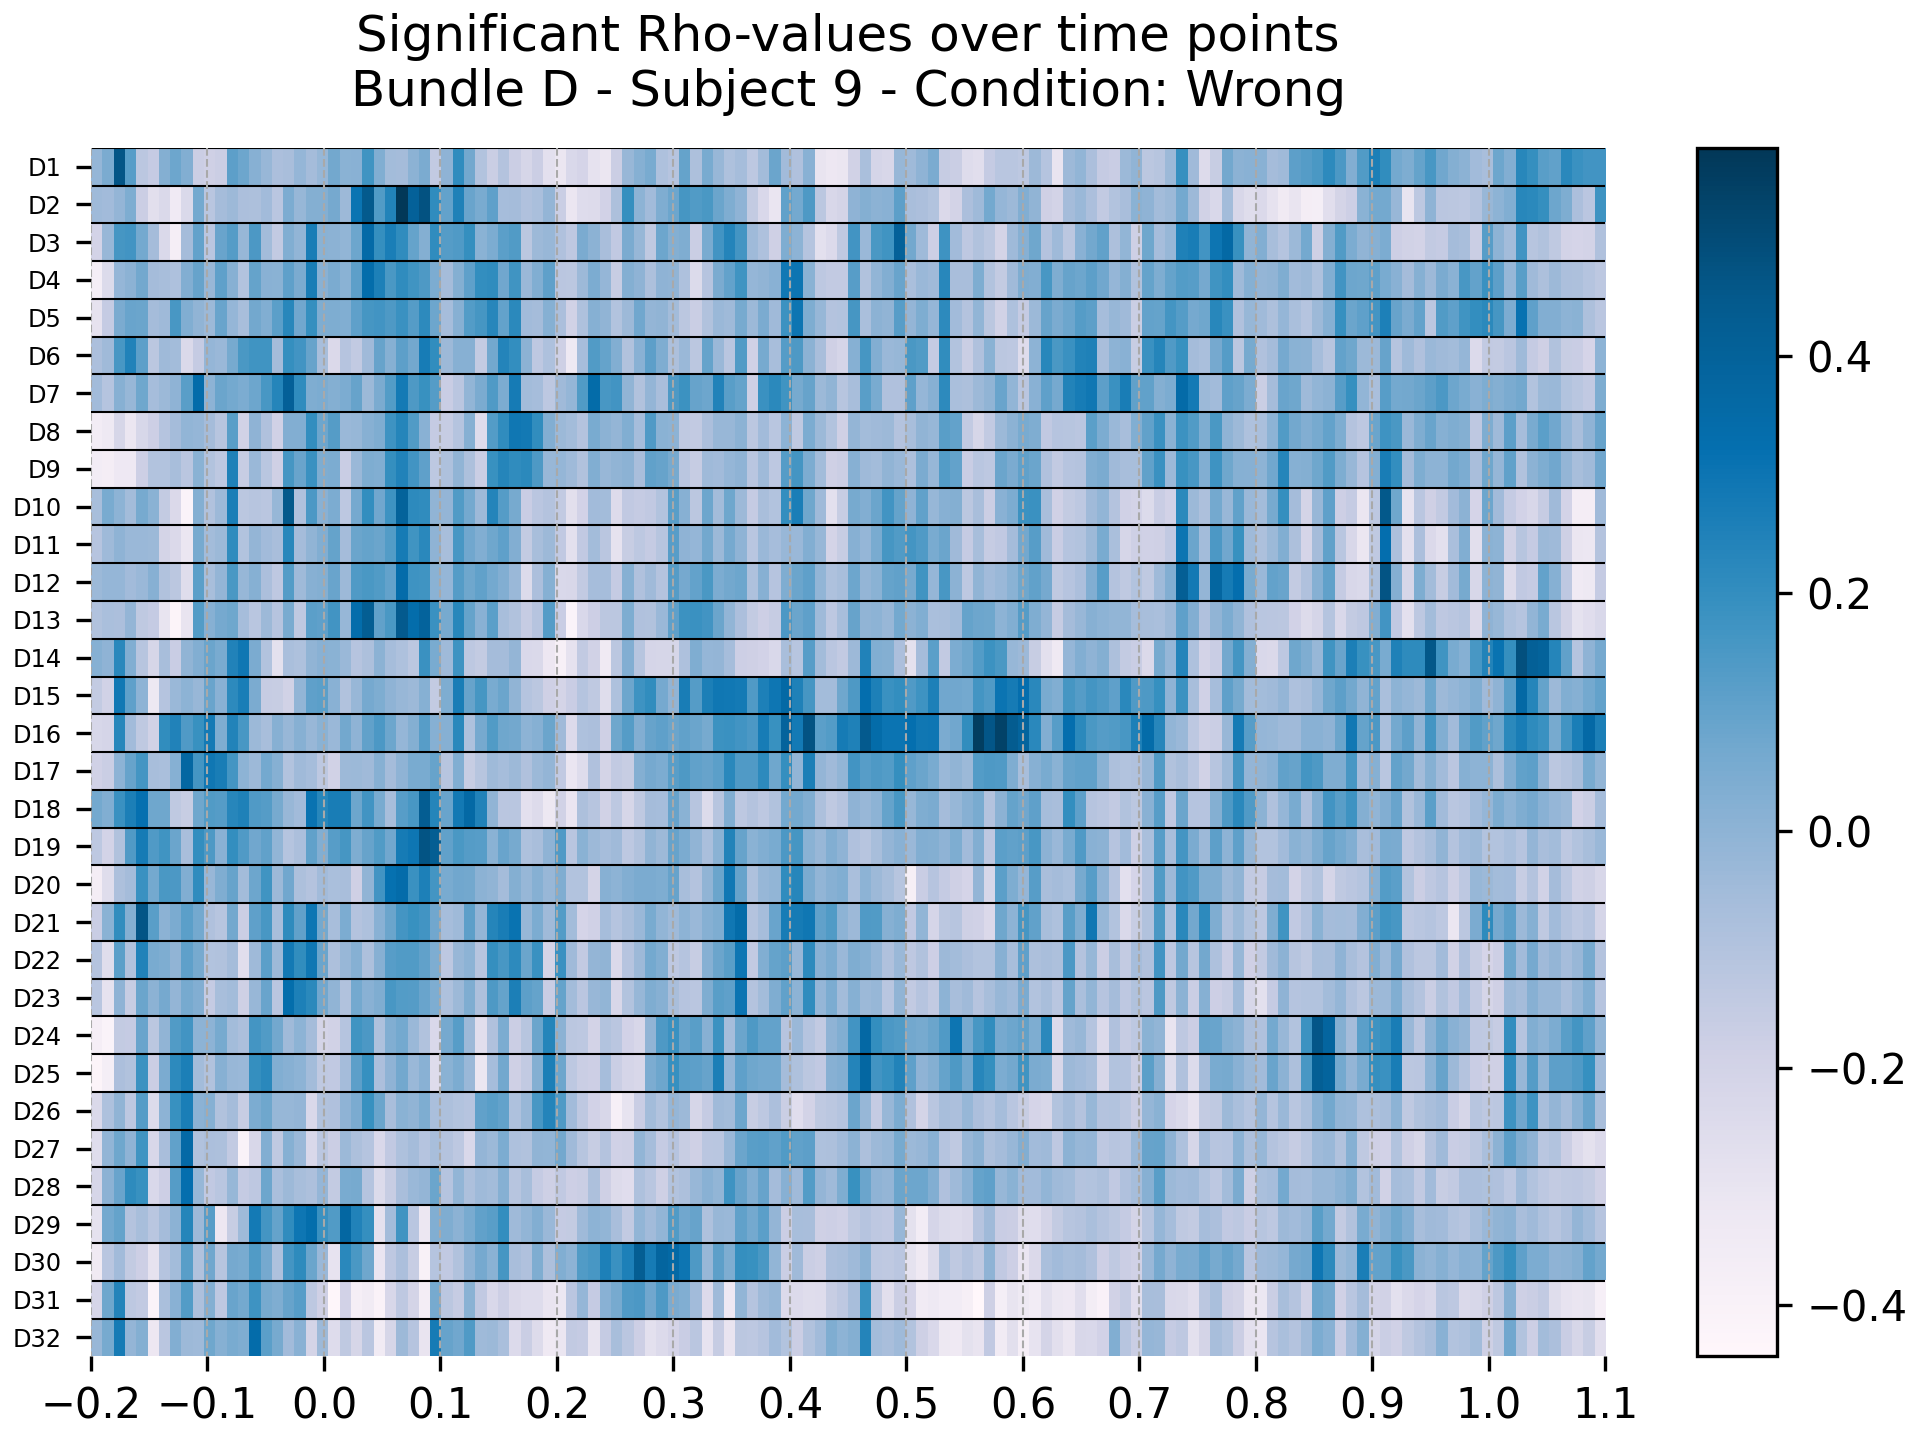 Significant Rho-values over time points
Bundle D - Subject 9 - Condition: Wrong
D1
D2
D3
D4
D5
D6
D7
D8
D9
D10
D11
D12
D13
D14
D15
D16
D17
D18
D19
D20
D21
D22
D23
D24
D25
D26
D27
D28
D29
D30
D31
D32
−0.2 −0.1 0.0 0.1 0.2 0.3 0.4 0.5 0.6 0.7 0.8 0.9 1.0 1.1
0.4
0.2
0.0
−0.2
−0.4